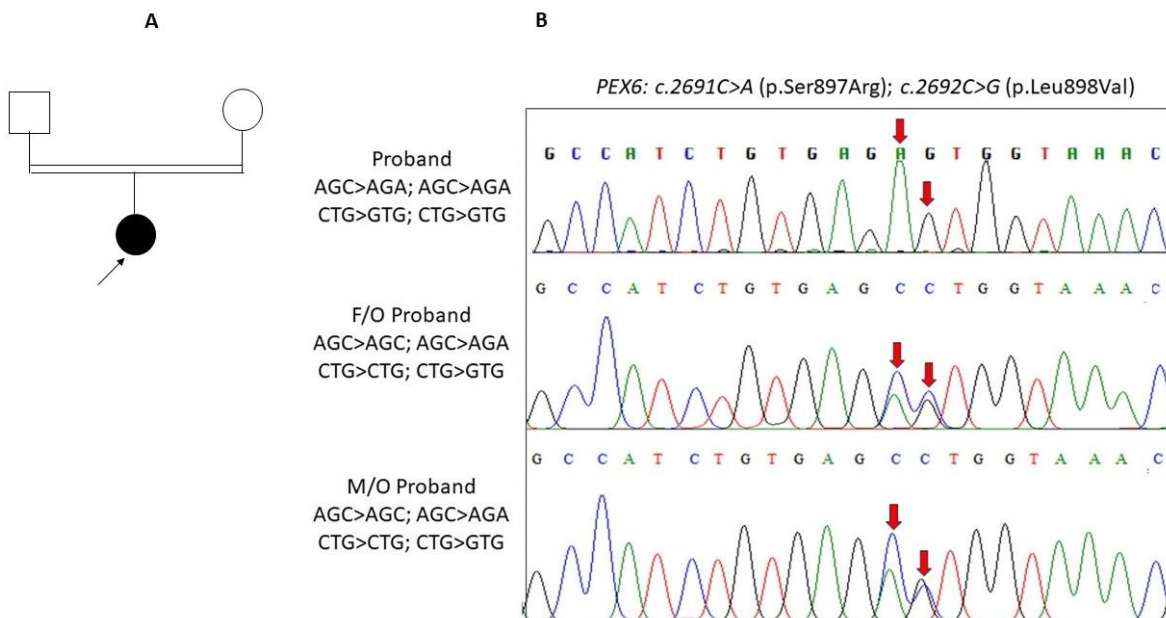 A
B
PEX6: c.2691C>A (p.Ser897Arg); c.2692C>G (p.Leu898Val)
Proband
AGC>AGA; AGC>AGA
CTG>GTG; CTG>GTG
G C C A T C T G T G A G A G T G G T A A A C
F/O Proband
AGC>AGC; AGC>AGA
CTG>CTG; CTG>GTG
G C C A T C T G T G A G C C T G G T A A A C
M/O Proband
AGC>AGC; AGC>AGA
CTG>CTG; CTG>GTG
G C C A T C T G T G A G C C T G G T A A A C